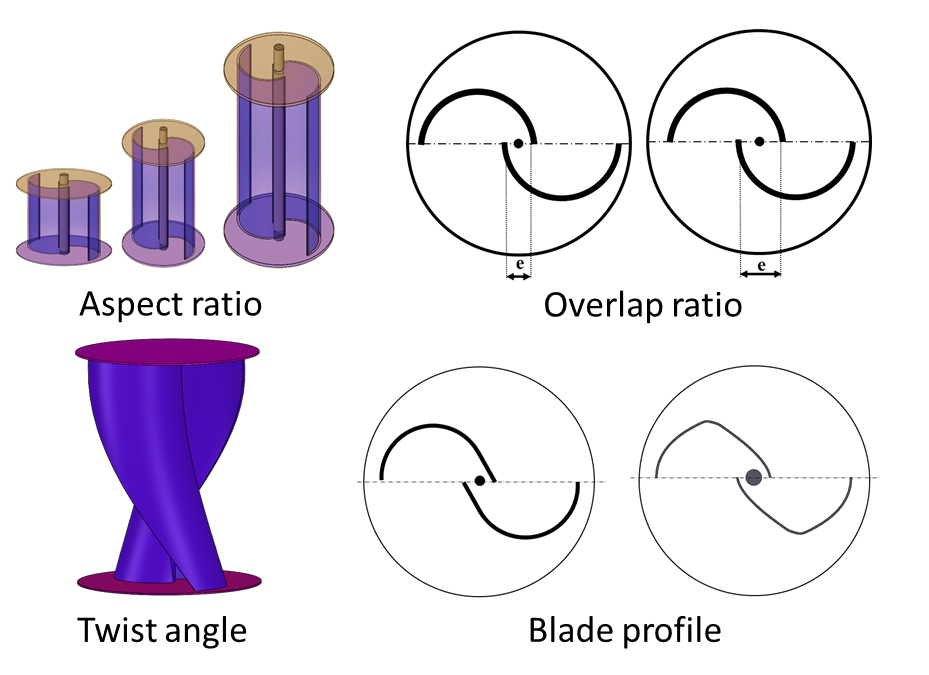 e
e
Aspect ratio
Overlap ratio
Twist angle
Blade profile